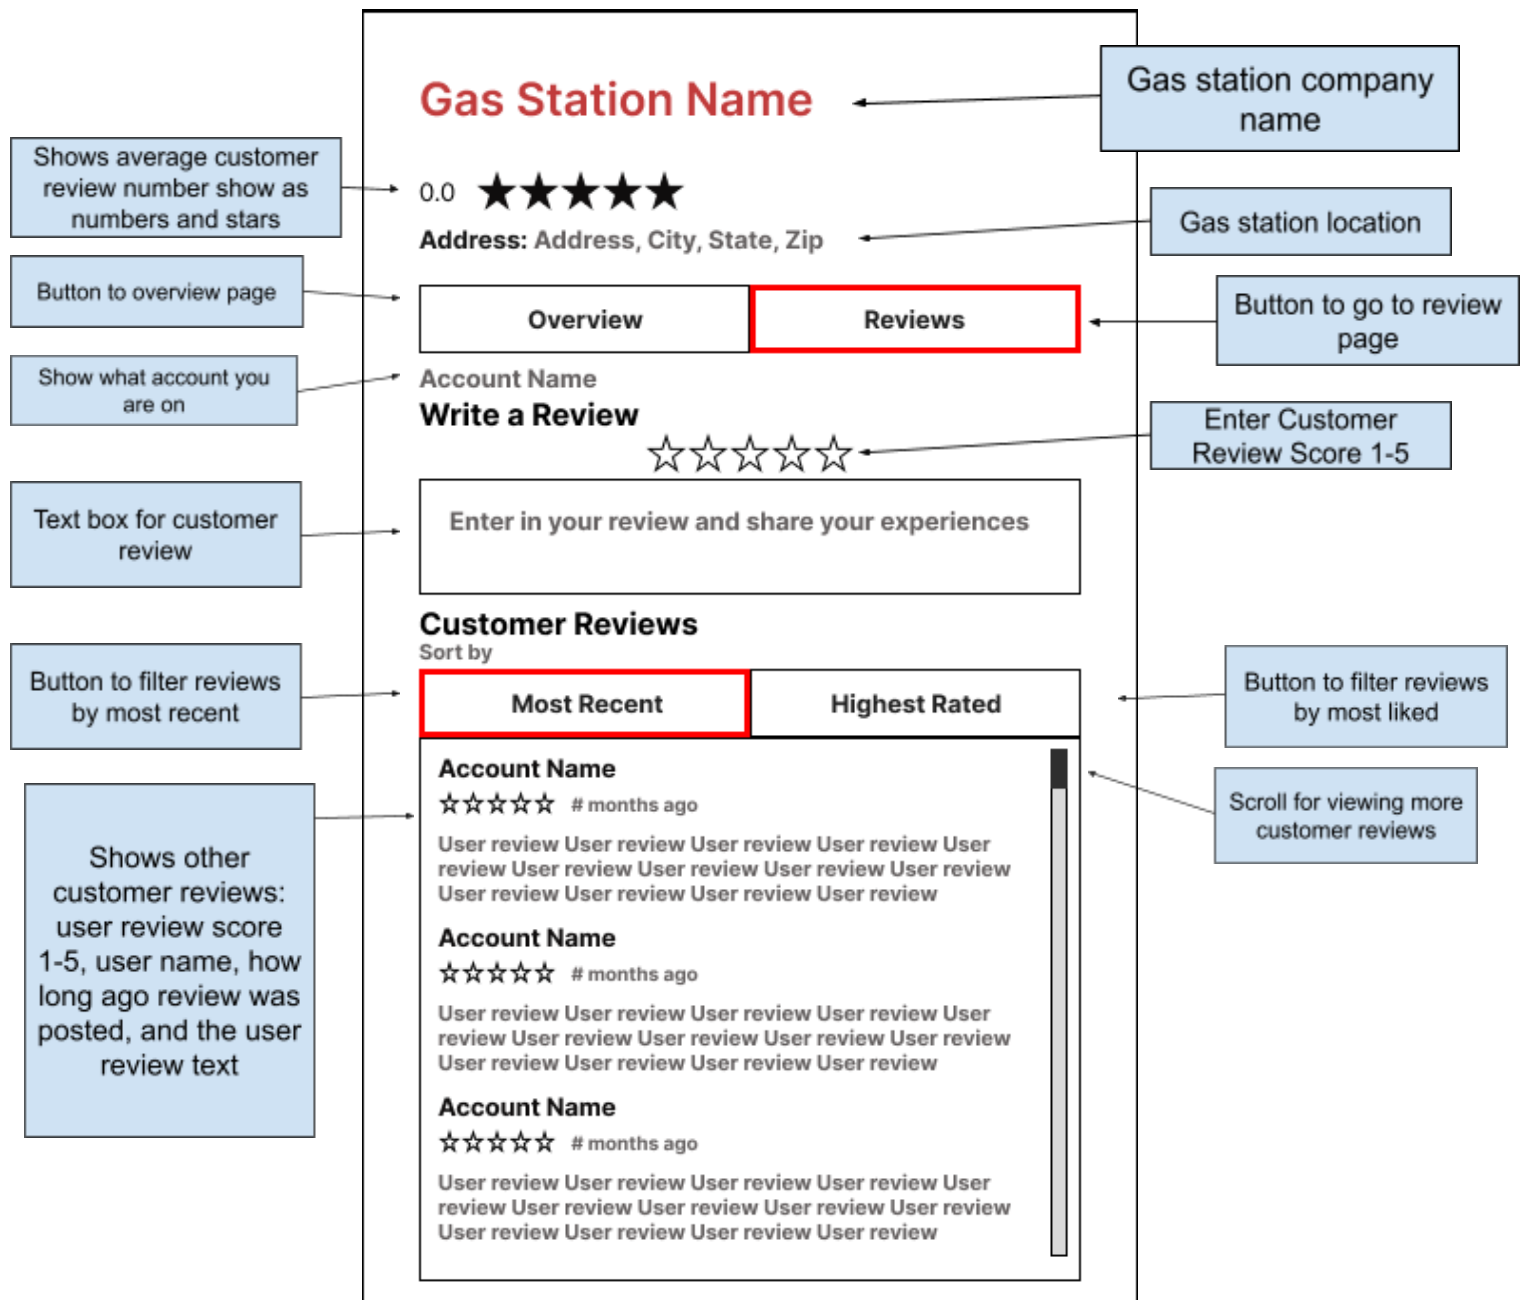 Gas Station Name
Gas station company
name
Shows average customer
review number show as
numbers and stars
0.0
Address: Address, City, State, Zip
Gas station location
Button to overview page
Overview
Reviews
Button to go to review
page
Show what account you
are on
Account Name
Write a Review
Enter Customer
Review Score 1-5
Text box for customer
review
Enter in your review and share your experiences
Customer Reviews
Sort by
Button to filter reviews
by most recent
Most Recent
Highest Rated
Button to filter reviews
by most liked
Scroll for viewing more
customer reviews
Shows other
customer reviews:
user review score
1-5, user name, how
long ago review was
posted, and the user
review text
Account Name
# months ago
User review User review User review User review User
review User review User review User review User review
User review User review User review User review
Account Name
# months ago
User review User review User review User review User
review User review User review User review User review
User review User review User review User review
Account Name
# months ago
User review User review User review User review User
review User review User review User review User review
User review User review User review User review